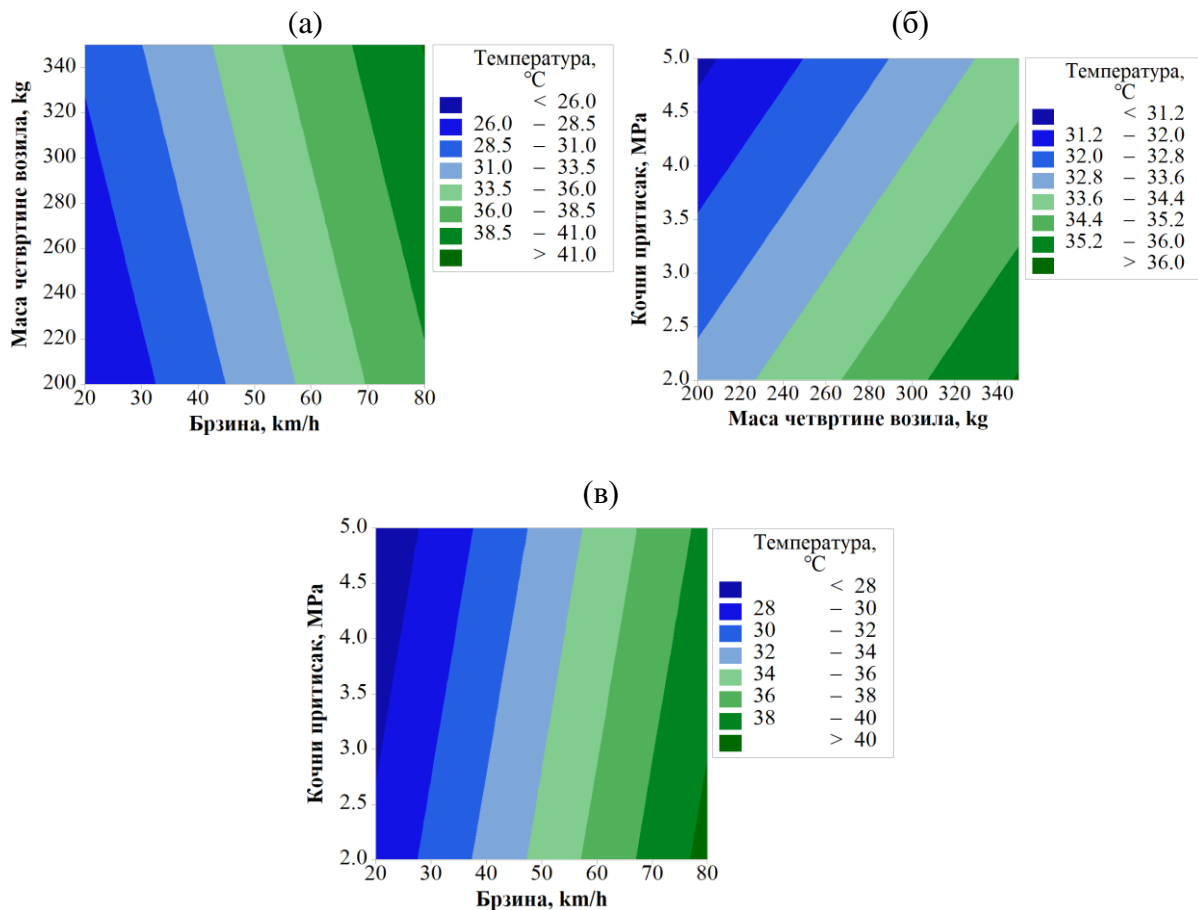 (а)
Температура,
°C
< 26.0
26.0 – 28.5
28.5 – 31.0
31.0 – 33.5
33.5 – 36.0
36.0 – 38.5
38.5 – 41.0
> 41.0
Маса четвртине возила, kg
340
320
300
280
260
240
220
200
20 30 40 50 60 70 80
Брзина, km/h
(б)
Температура,
°C
< 31.2
31.2 – 32.0
32.0 – 32.8
32.8 – 33.6
33.6 – 34.4
34.4 – 35.2
35.2 – 36.0
> 36.0
Кочни притисак, MPa
5.0
4.5
4.0
3.5
3.0
2.5
2.0
200 220 240 260 280 300 320 340
Маса четвртине возила, kg
(в)
Температура,
°C
< 28
28 – 30
30 – 32
32 – 34
34 – 36
36 – 38
38 – 40
> 40
Кочни притисак, MPa
5.0
4.5
4.0
3.5
3.0
2.5
2.0
20 30 40 50 60 70 80
Брзина, km/h